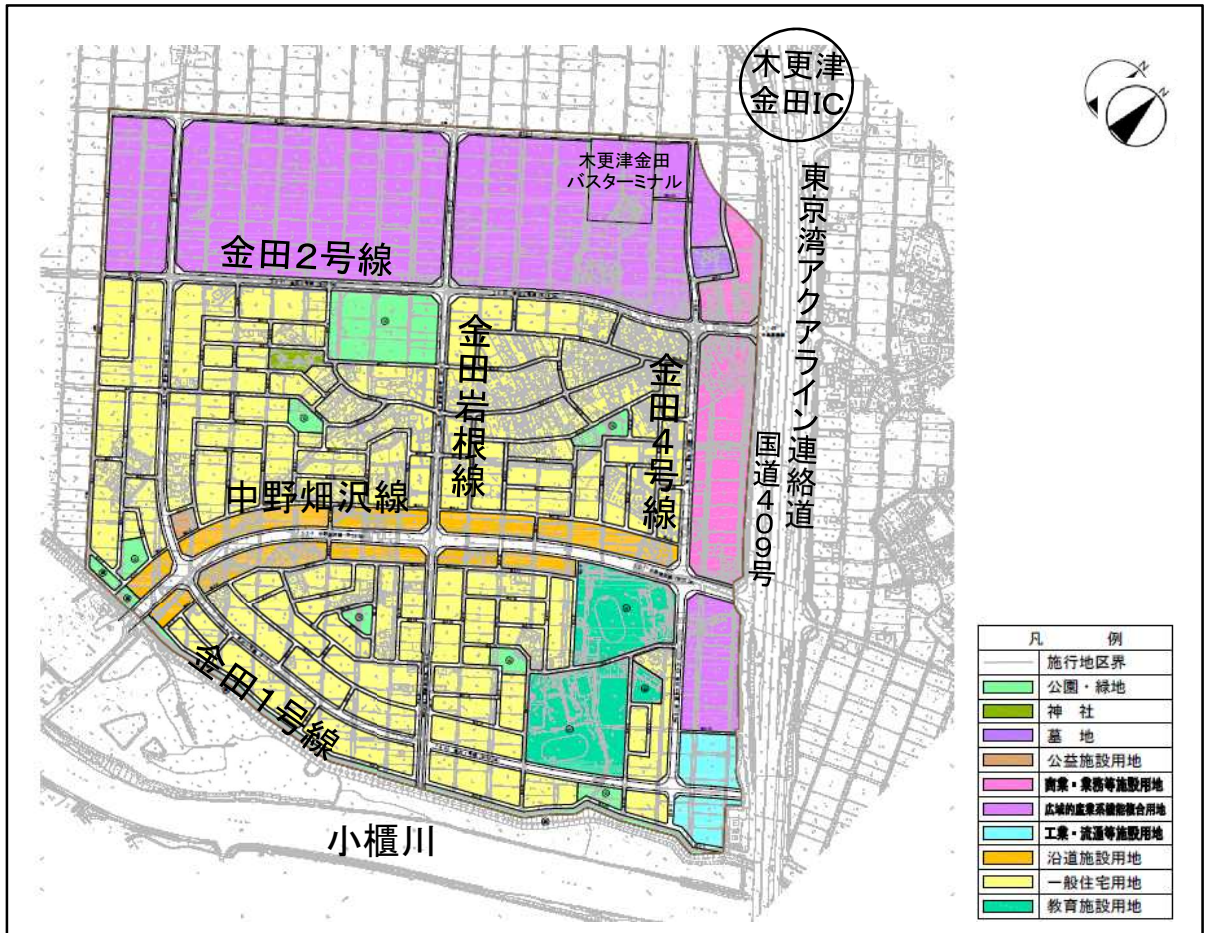 木更津
金田IC
N
N
木更津金田
バスターミナル
東京湾アクアライン連絡道
国道409号
金田2号線
金田岩根線
金田4号線
中野畑沢線
金田1号線
小櫃川
凡 例
施行地区界
公園・緑地
神 社
墓 地
公益施設用地
商業・業務等施設用地
広域的産業系機能複合用地
工業・流通等施設用地
沿道施設用地
一般住宅用地
教育施設用地